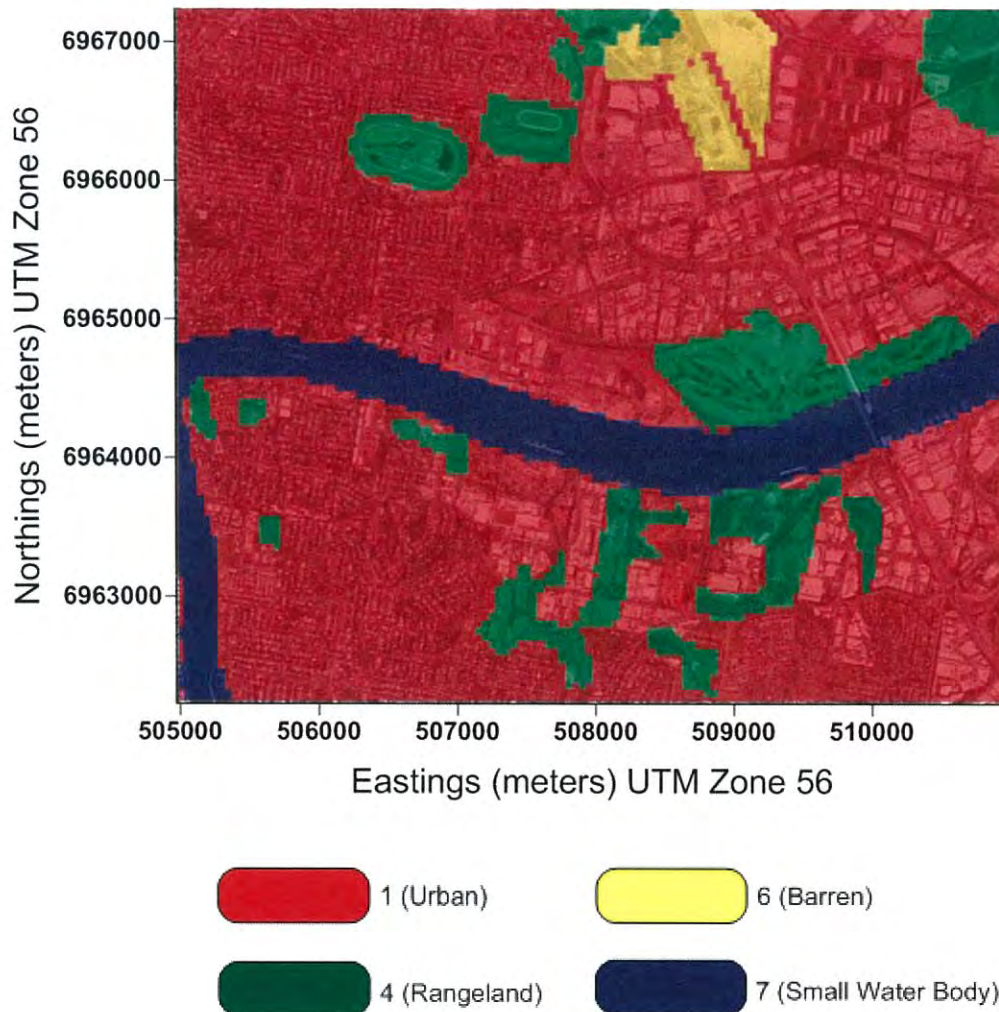 Northings (meters) UTM Zone 56
6967000
6966000
6965000
6964000
6963000
505000 506000 507000 508000 509000 510000
Eastings (meters) UTM Zone 56
1 (Urban)
6 (Barren)
4 (Rangeland)
7 (Small Water Body)